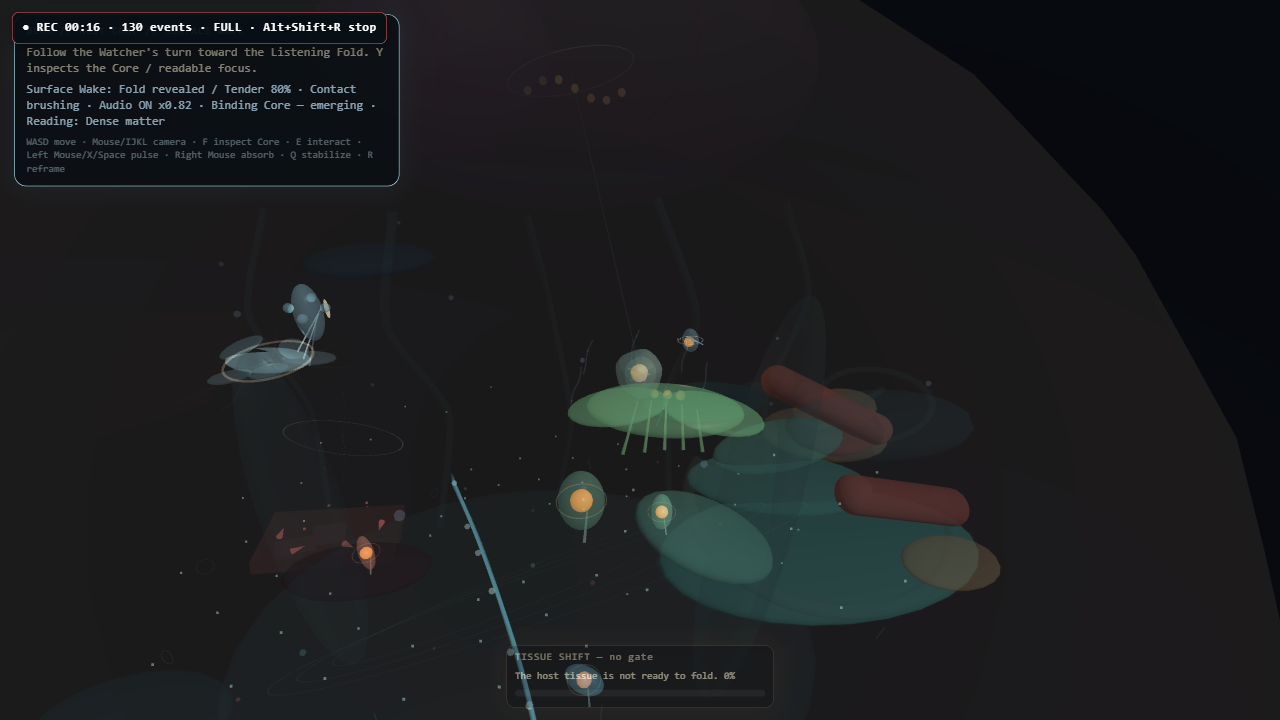 ● REC 00:16 · 130 events · FULL · Alt+Shift+R stop
Follow the Watcher's turn toward the Listening Fold. Y
inspects the Core / readable focus.
Surface Wake: Fold revealed / Tender 80% · Contact
brushing · Audio ON x0.82 · Binding Core — emerging ·
Reading: Dense matter
WASD move · Mouse/IJKL camera · F inspect Core · E interact ·
Left Mouse/X/Space pulse · Right Mouse absorb · Q stabilize · R
reframe
TISSUE SHIFT — no gate
The host tissue is not ready to fold. 0%